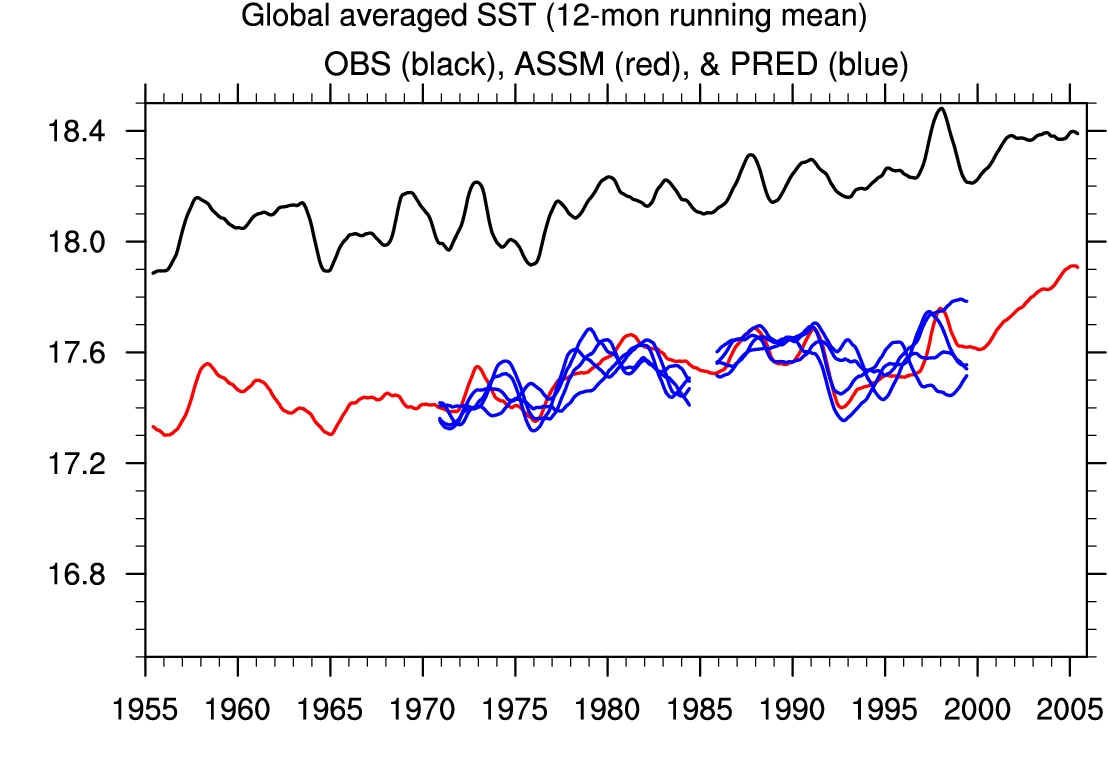 Global averaged SST (12-mon running mean)
OBS (black), ASSM (red), & PRED (blue)
18.4
18.0
17.6
17.2
16.8
1955 1960 1965 1970 1975 1980 1985 1990 1995 2000 2005